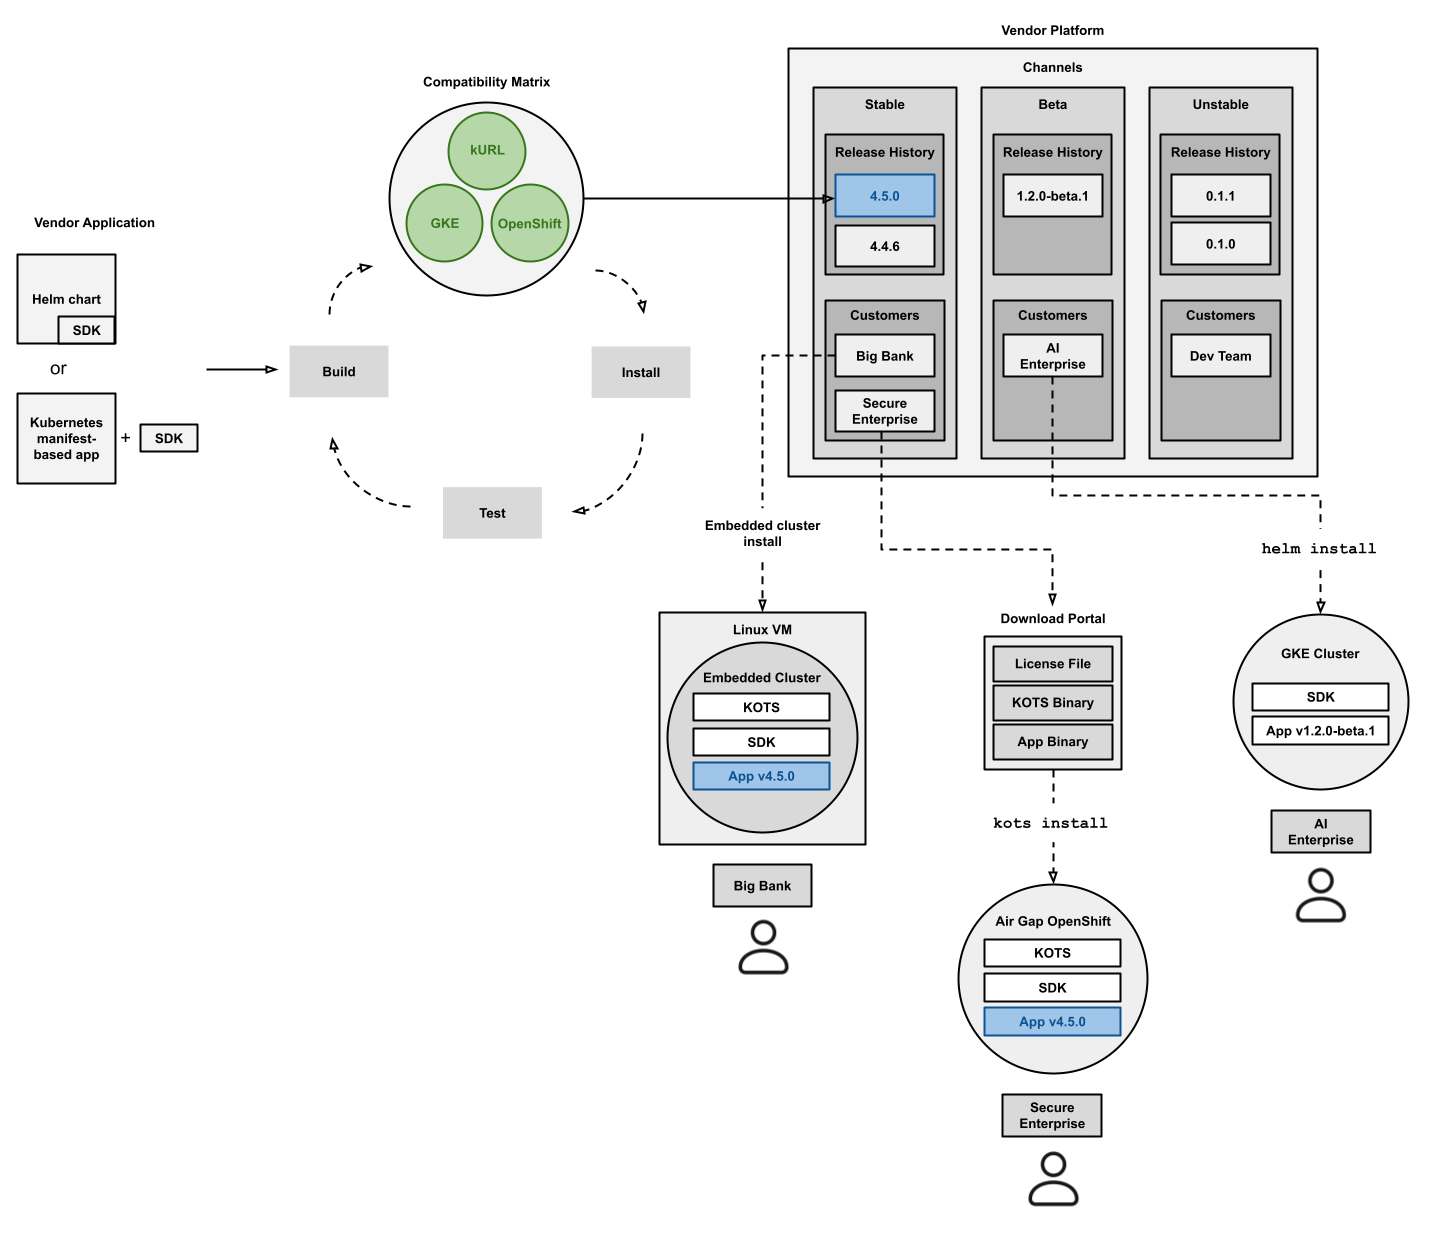 Vendor Platform
Channels
Compatibility Matrix
kURL
GKE
OpenShift
Stable
Release History
4.5.0
4.4.6
Customers
Big Bank
Secure
Enterprise
Beta
Release History
1.2.0-beta.1
Customers
AI
Enterprise
Unstable
Release History
0.1.1
0.1.0
Customers
Dev Team
Vendor Application
Helm chart
SDK
or
Kubernetes
manifest-
based app
+
SDK
Build
Install
Test
Embedded cluster
install
Linux VM
Embedded Cluster
KOTS
SDK
App v4.5.0
Big Bank
Download Portal
License File
KOTS Binary
App Binary
kots install
Air Gap OpenShift
KOTS
SDK
App v4.5.0
Secure
Enterprise
helm install
GKE Cluster
SDK
App v1.2.0-beta.1
AI
Enterprise